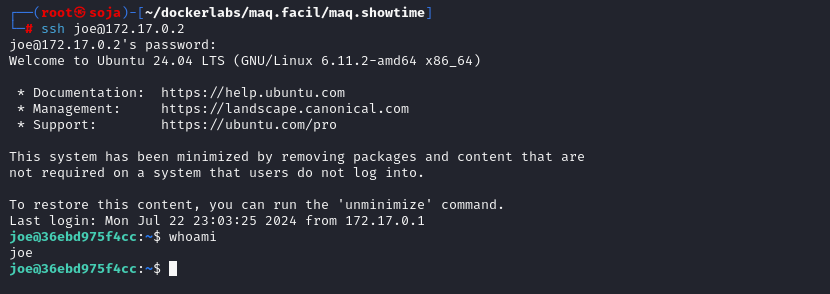 ┌──(root㉿soja)-[~/dockerlabs/maq.facil/maq.showtime]
└─# ssh joe@172.17.0.2
joe@172.17.0.2's password:
Welcome to Ubuntu 24.04 LTS (GNU/Linux 6.11.2-amd64 x86_64)
* Documentation:  https://help.ubuntu.com
* Management:     https://landscape.canonical.com
* Support:        https://ubuntu.com/pro
This system has been minimized by removing packages and content that are
not required on a system that users do not log into.
To restore this content, you can run the 'unminimize' command.
Last login: Mon Jul 22 23:03:25 2024 from 172.17.0.1
joe@36ebd975f4cc:~$ whoami
joe
joe@36ebd975f4cc:~$